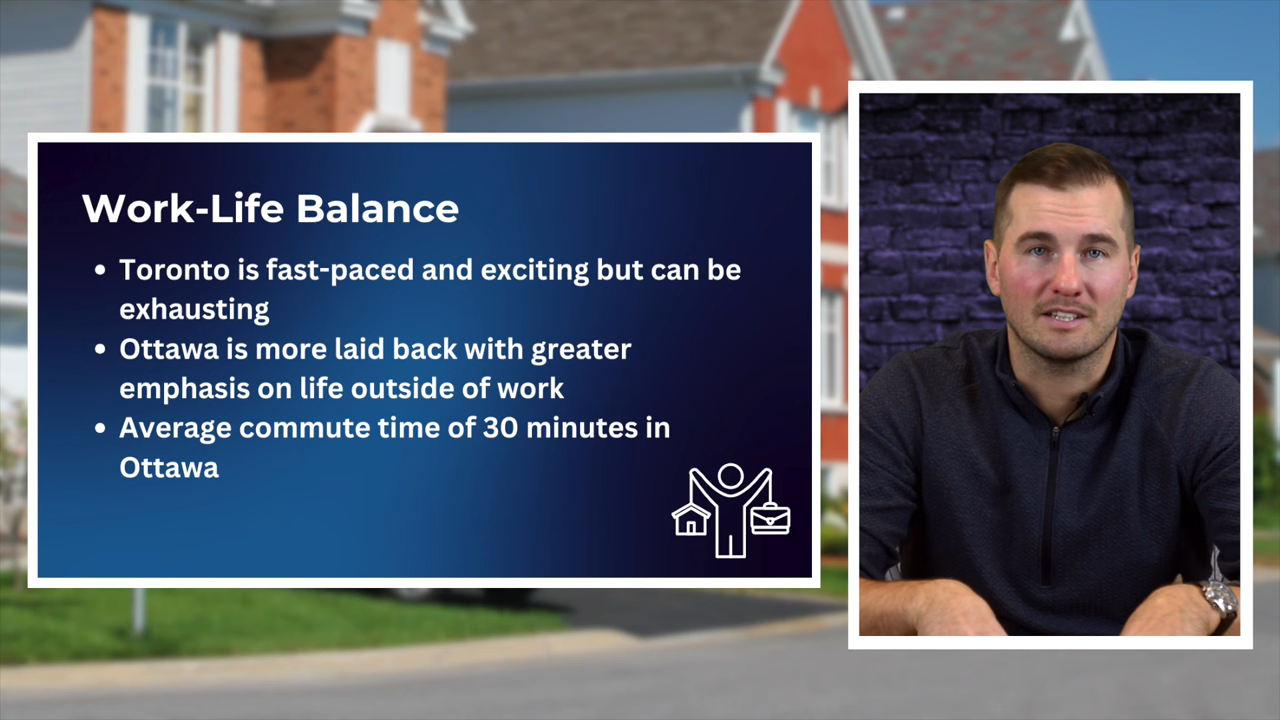 Work-Life Balance
• Toronto is fast-paced and exciting but can be
exhausting
• Ottawa is more laid back with greater
emphasis on life outside of work
• Average commute time of 30 minutes in
Ottawa